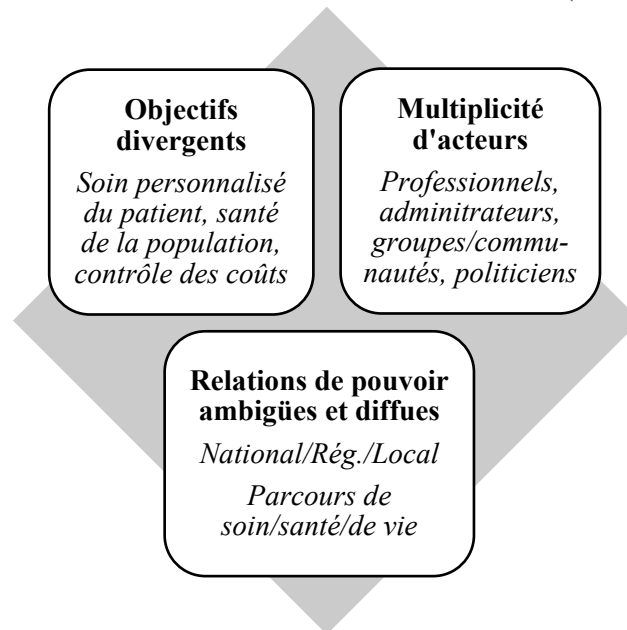 Objectifs
divergents
Soin personnalisé
du patient, santé
de la population,
contrôle des coûts
Multiplicité
d'acteurs
Professionnels,
adminitrateurs,
groupes/commu-
nautés, politiciens
Relations de pouvoir
ambigües et diffues
National/Rég./Local
Parcours de
soin/santé/de vie